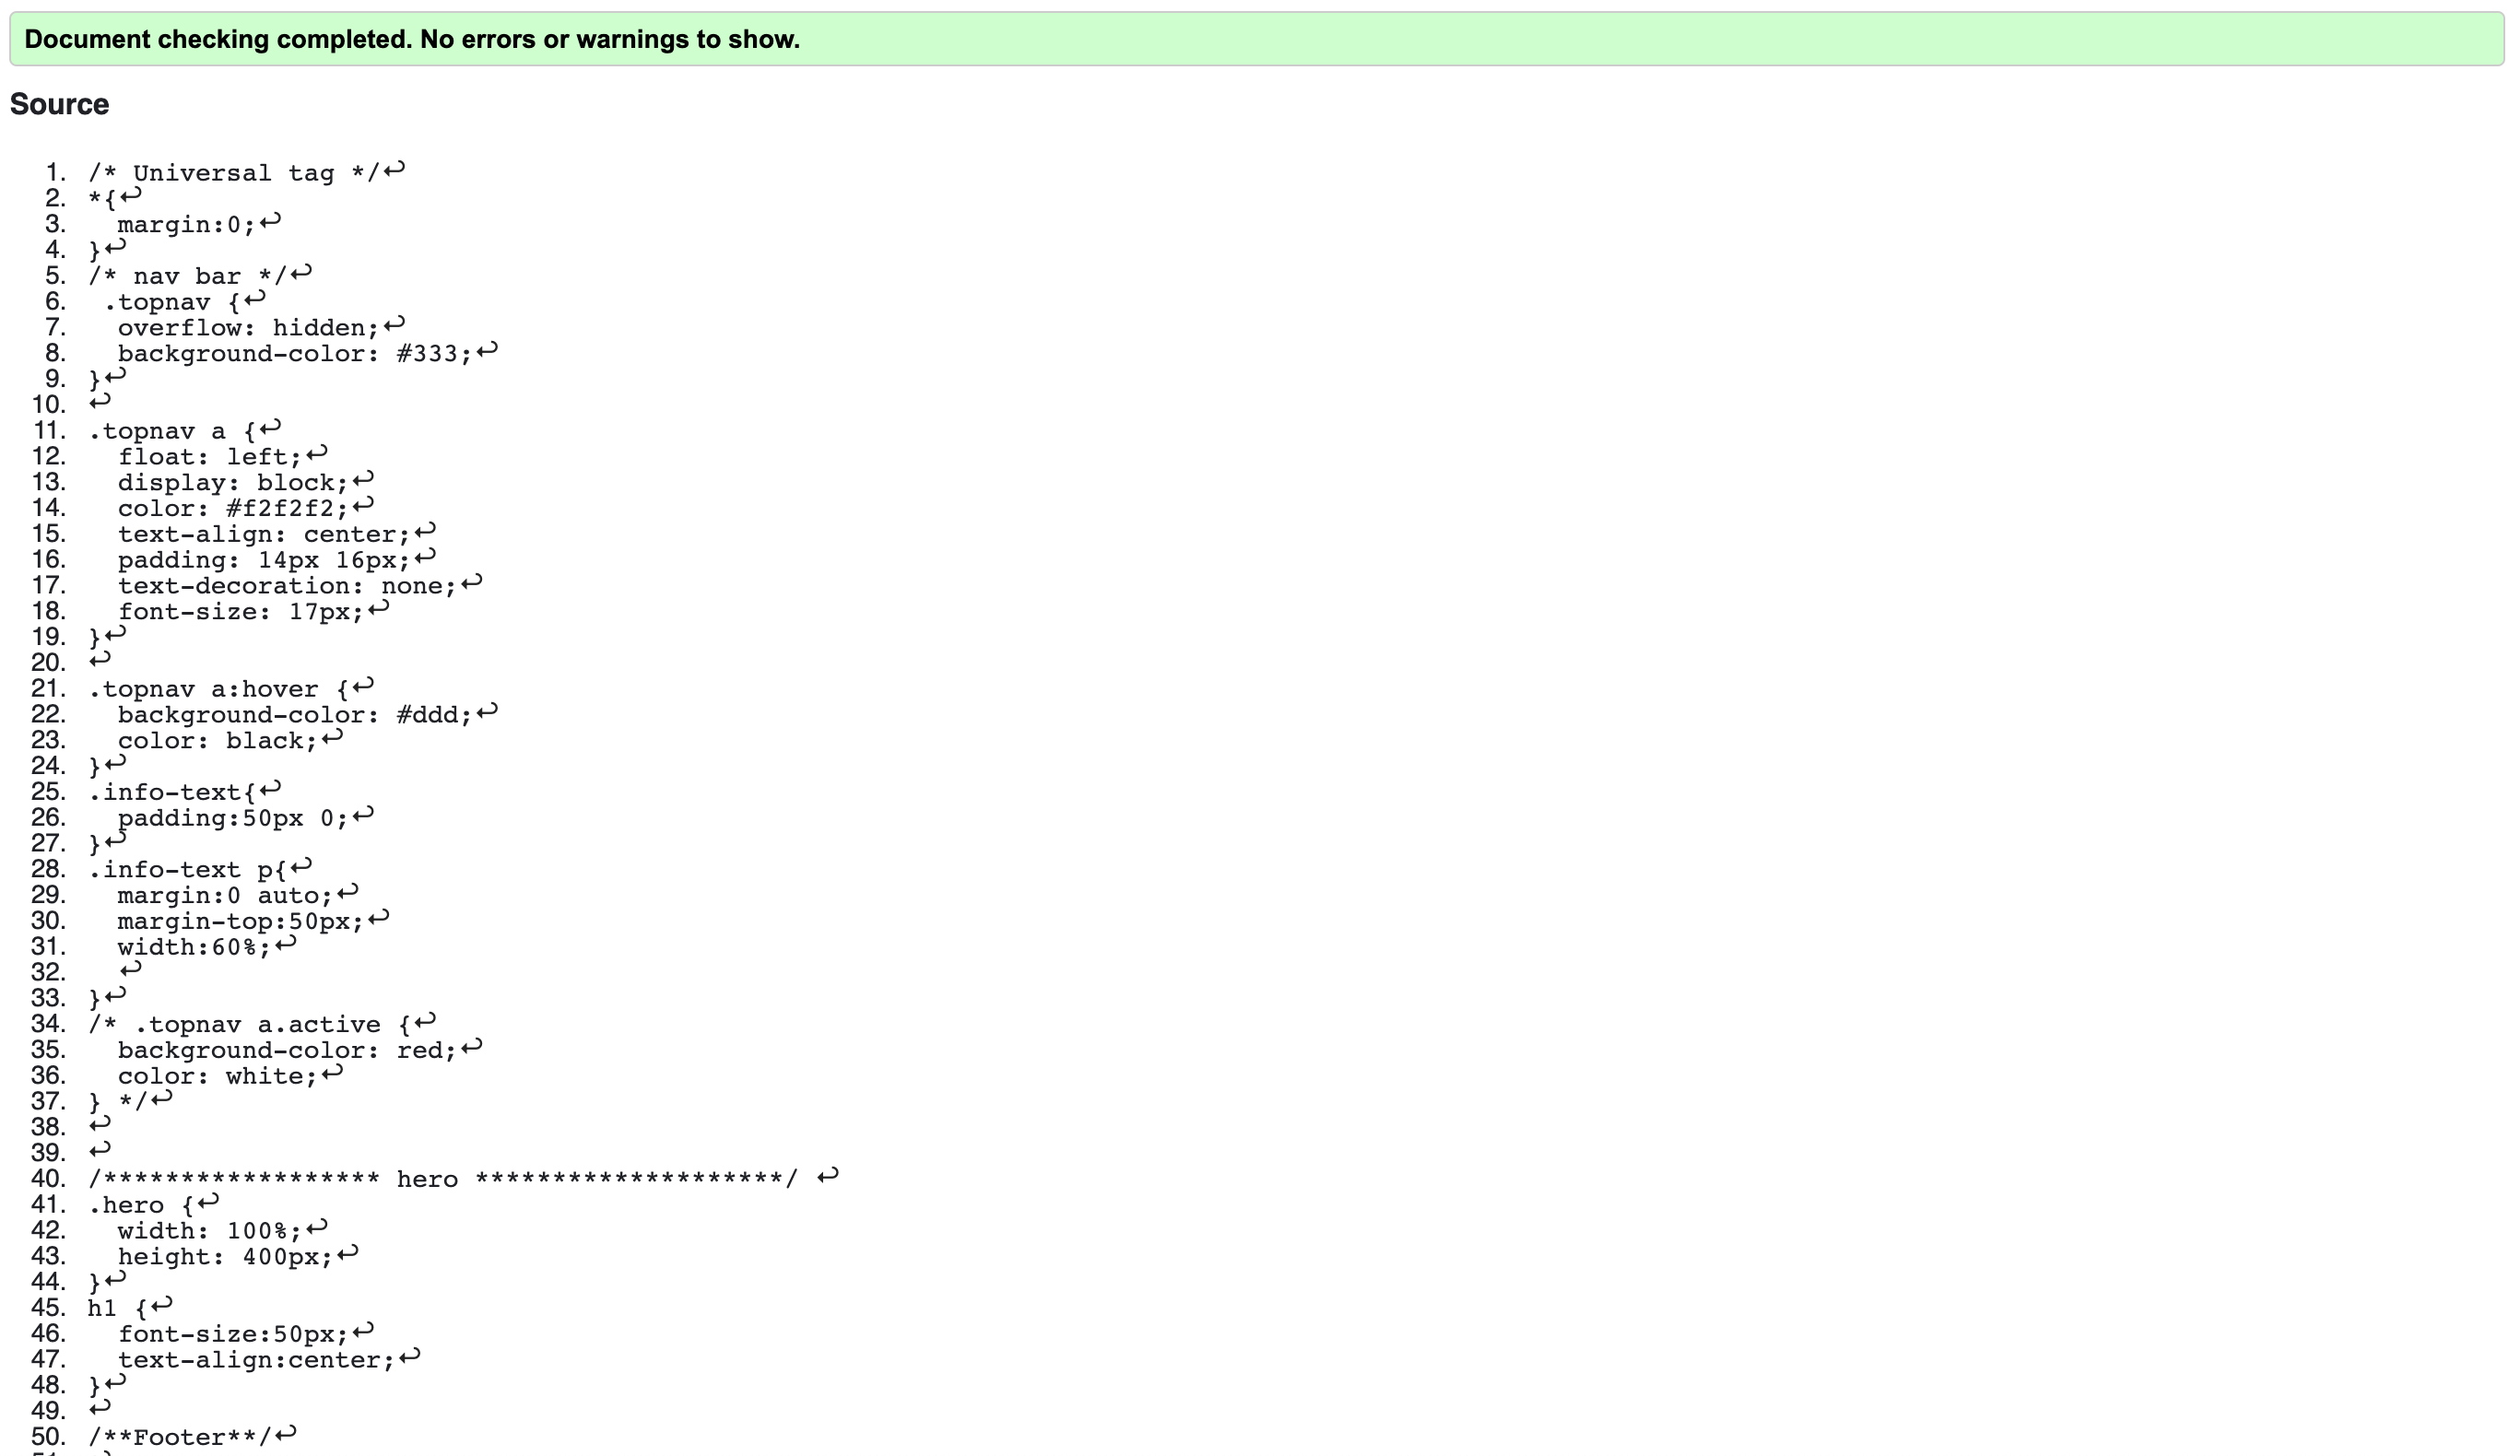 Document checking completed. No errors or warnings to show.
Source
1. /* Universal tag */↩
2. *{↩
3.   margin:0;↩
4. }↩
5. /* nav bar */↩
6.  .topnav {↩
7.   overflow: hidden;↩
8.   background-color: #333;↩
9. }↩
10. ↩
11. .topnav a {↩
12.   float: left;↩
13.   display: block;↩
14.   color: #f2f2f2;↩
15.   text-align: center;↩
16.   padding: 14px 16px;↩
17.   text-decoration: none;↩
18.   font-size: 17px;↩
19. }↩
20. ↩
21. .topnav a:hover {↩
22.   background-color: #ddd;↩
23.   color: black;↩
24. }↩
25. .info-text{↩
26.   padding:50px 0;↩
27. }↩
28. .info-text p{↩
29.   margin:0 auto;↩
30.   margin-top:50px;↩
31.   width:60%;↩
32.   ↩
33. }↩
34. /* .topnav a.active {↩
35.   background-color: red;↩
36.   color: white;↩
37. } */↩
38. ↩
39. ↩
40. /****************** hero ********************/ ↩
41. .hero {↩
42.   width: 100%;↩
43.   height: 400px;↩
44. }↩
45. h1 {↩
46.   font-size:50px;↩
47.   text-align:center;↩
48. }↩
49. ↩
50. /**Footer**/↩